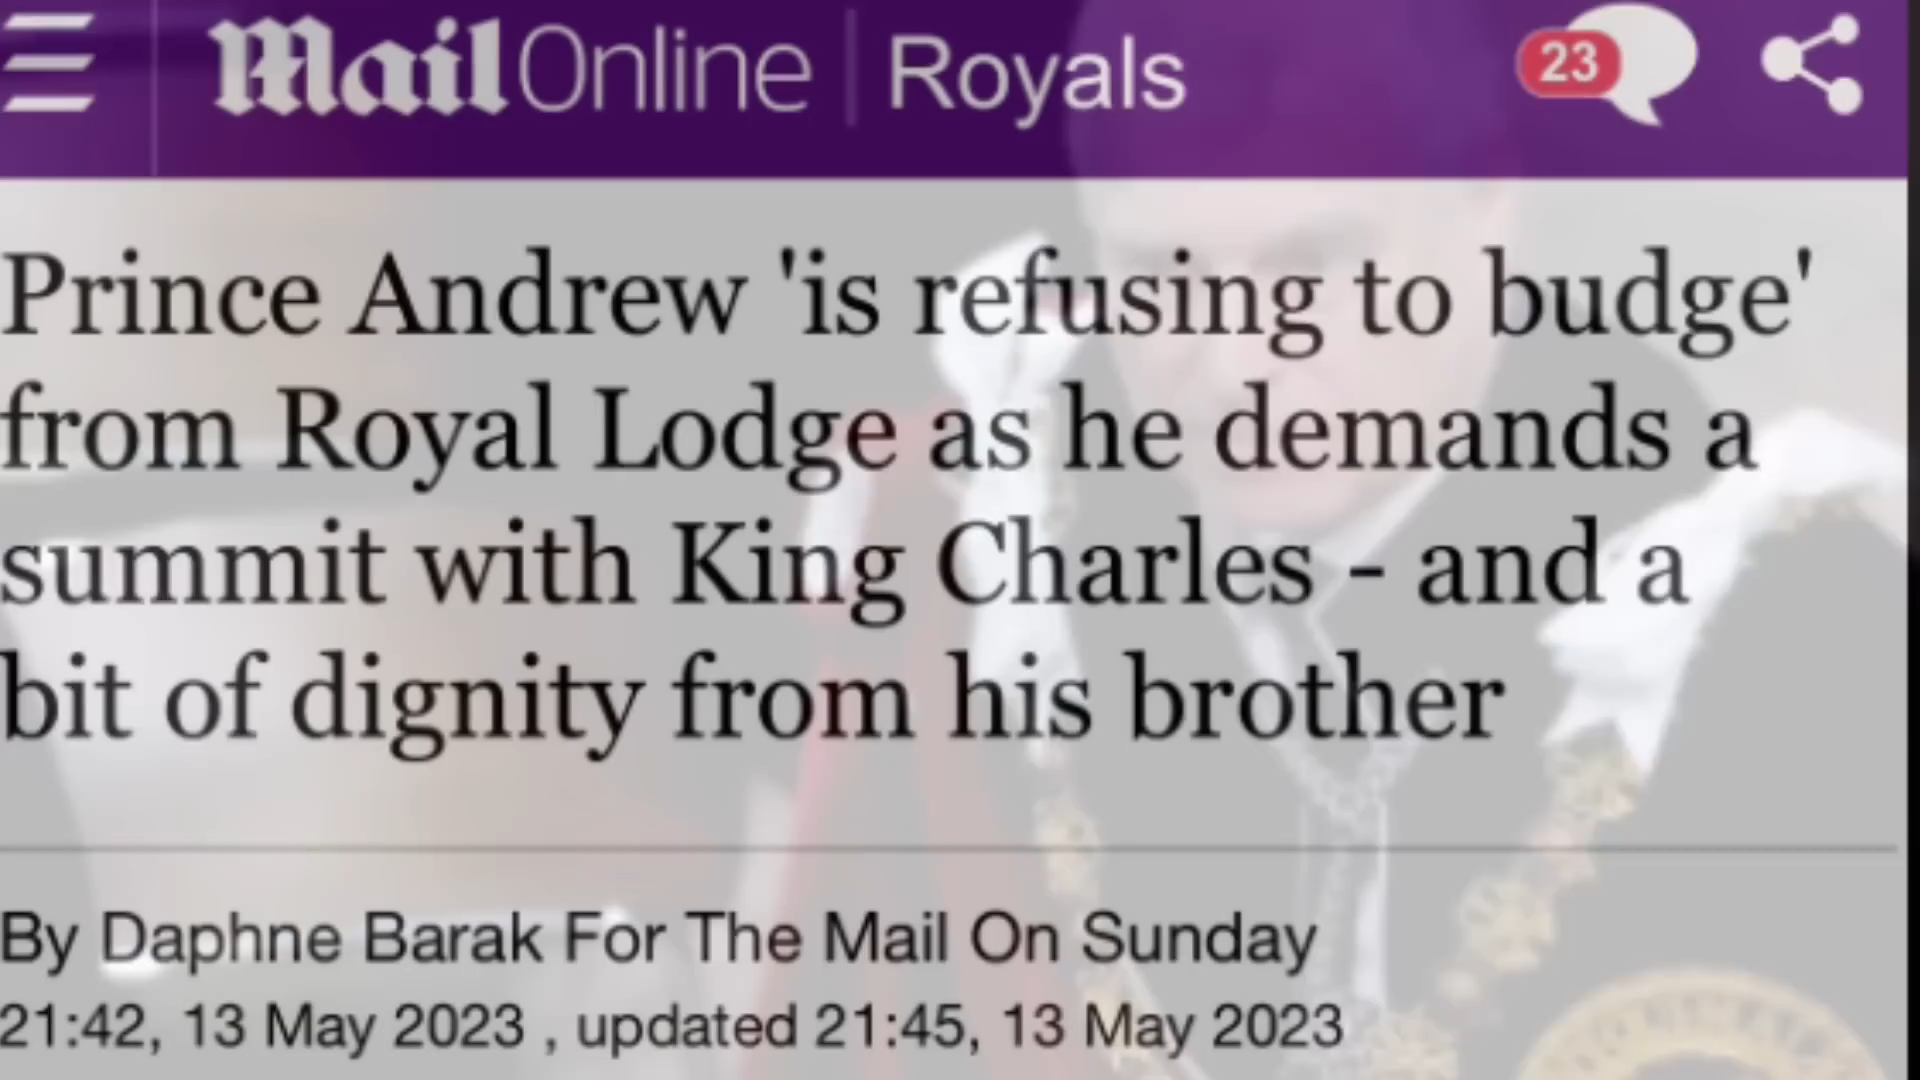 Mail Online | Royals
23
Prince Andrew 'is refusing to budge'
from Royal Lodge as he demands a
summit with King Charles - and a
bit of dignity from his brother
By Daphne Barak For The Mail On Sunday
21:42, 13 May 2023 , updated 21:45, 13 May 2023